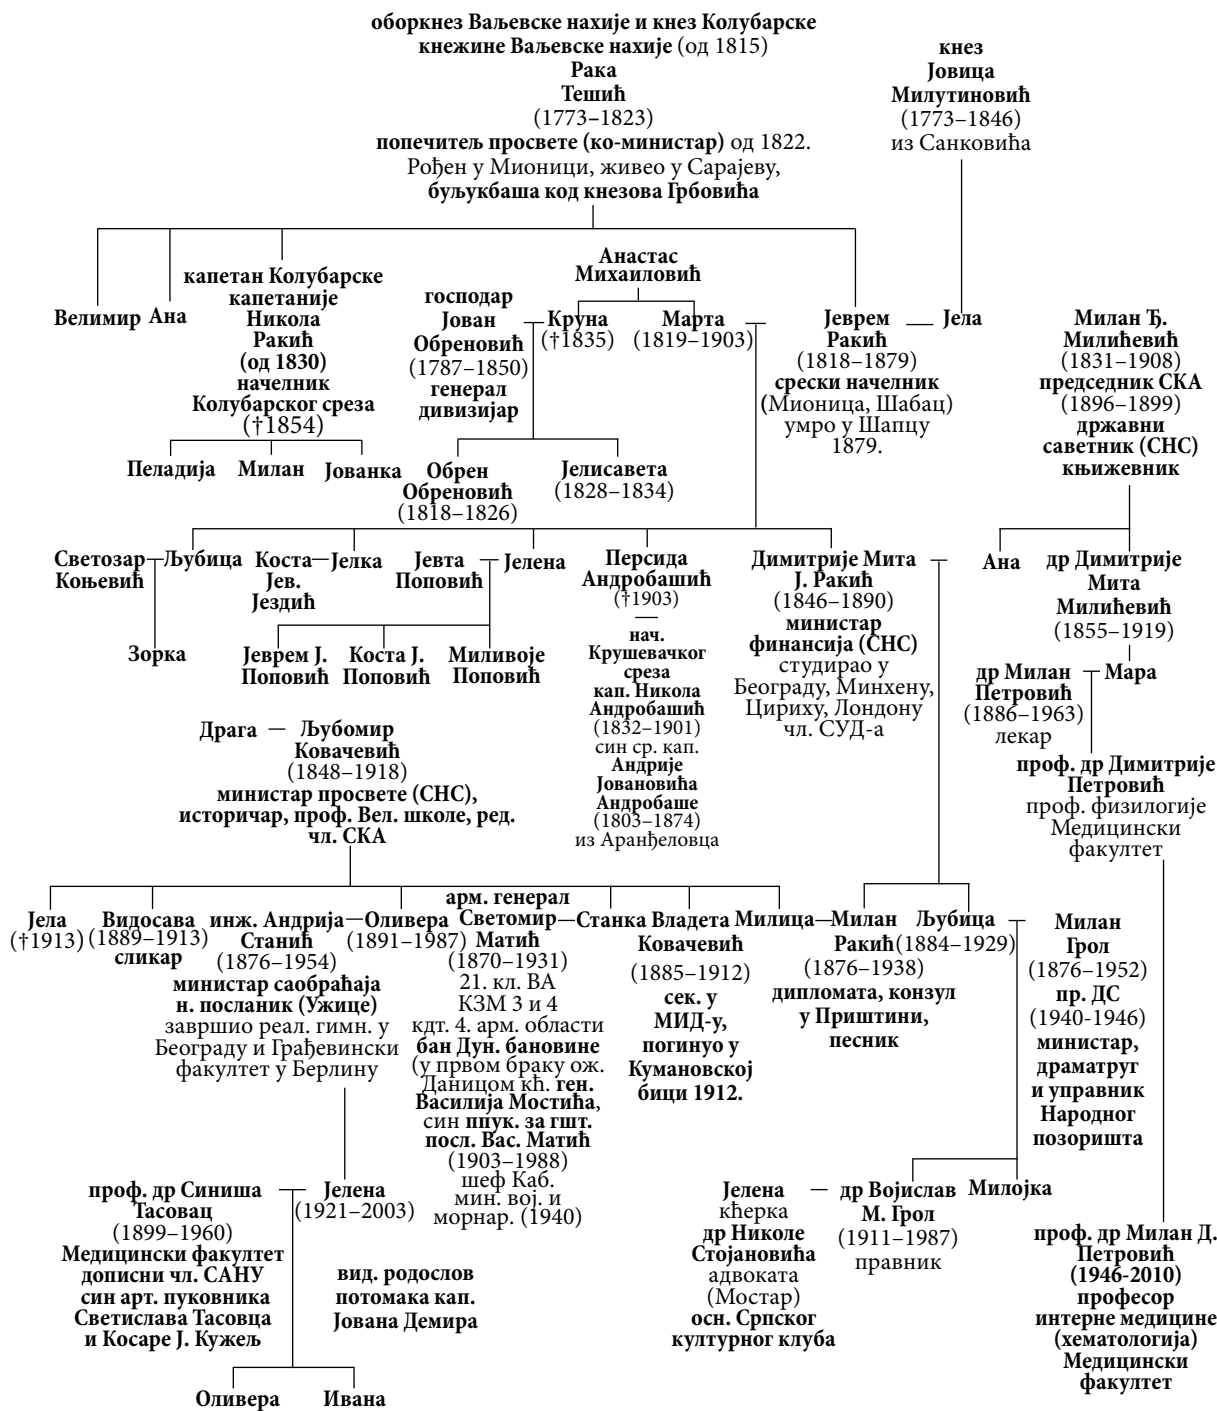 оборкнез Ваљевске нахије и кнез Колубарске
кнежине Ваљевске нахије (од 1815)
Рака
Тешић
(1773–1823)
попечитељ просвете (ко-министар) од 1822.
Рођен у Мионици, живео у Сарајеву,
буљукбаша код кнезова Грбовића
кнез
Јовица
Милутиновић
(1773–1846)
из Санковића
Велимир
Ана
капетан Колубарске
капетаније
Никола
Ракић
(од 1830)
начелник
Колубарског среза
(†1854)
господар
Јован
Обреновић
(1787–1850)
генерал
дивизијар
Анастас
Михаиловић
Круна
(†1835)
Марта
(1819–1903)
Јеврем
Ракић
(1818–1879)
срески начелник
(Мионица, Шабац)
умро у Шапцу
1879.
Јела
Милан Ђ.
Милићевић
(1831–1908)
председник СКА
(1896–1899)
државни
саветник (СНС)
књижевник
Пеладија
Милан
Јованка
Обрен
Обреновић
(1818–1826)
Јелисавета
(1828–1834)
Светозар
Коњевић
Љубица
Коста
Јев.
Јездић
Јелка
Јевта
Поповић
Јелена
Персида
Андробашић
(†1903)
нач.
Крушевачког
среза
кап. Никола
Андробашић
(1832–1901)
син ср. кап.
Андрије
Јовановића
Андробаше
(1803–1874)
из Аранђеловца
Димитрије Мита
Ј. Ракић
(1846–1890)
министар
финансија (СНС)
студирао у
Београду, Минхену,
Цириху, Лондону
чл. СУД-а
Ана
др Димитрије
Мита
Милићевић
(1855–1919)
Зорка
Јеврем Ј.
Поповић
Коста Ј.
Поповић
Миливоје
Поповић
др Милан
Петровић
(1886–1963)
лекар
Мара
проф. др Димитрије
Петровић
проф. физилогије
Медицински
факултет
Драга
Љубомир
Ковачевић
(1848–1918)
министар просвете (СНС),
историчар, проф. Вел. школе, ред.
чл. СКА
Јела
(†1913)
Видосава
(1889–1913)
сликар
инж. Андрија
Станић
(1876–1954)
министар саобраћаја
н. посланик (Ужице)
завршио реал. гимн. у
Београду и Грађевински
факултет у Берлину
Оливера
(1891–1987)
арм. генерал
Светомир
Матић
(1870–1931)
21. кл. ВА
КЗМ 3 и 4
кдт. 4. арм. области
бан Дун. бановине
(у првом браку ож.
Даницом кћ. ген.
Василија Мостића,
син ппук. за гшт.
посл. Вас. Матић
(1903–1988)
шеф Каб.
мин. вој. и
морнар. (1940)
Станка
Владета
Ковачевић
(1885–1912)
сек. у
МИД-у,
погинуо у
Кумановској
бици 1912.
Милица
Милан
Ракић
(1876–1938)
дипломата, конзул
у Приштини,
песник
Љубица
(1884–1929)
Милан
Грол
(1876–1952)
пр. ДС
(1940-1946)
министар,
драматруг
и управник
Народног
позоришта
проф. др Синиша
Тасовац
(1899–1960)
Медицински факултет
дописни чл. САНУ
син арт. пуковника
Светислава Тасовца
и Косаре Ј. Кужељ
Јелена
(1921–2003)
вид. родослов
потомака кап.
Јована Демира
Јелена
кћерка
др Николе
Стојановића
адвоката
(Мостар)
осн. Српског
културног клуба
др Војислав
М. Грол
(1911–1987)
правник
Милојка
проф. др Милан Д.
Петровић
(1946-2010)
професор
интерне медицине
(хематологија)
Медицински
факултет
Оливера
Ивана